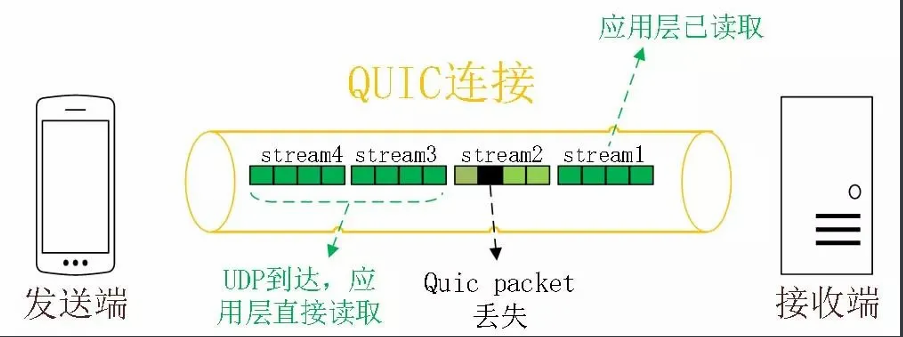 应用层已读取
QUIC连接
stream4 stream3 stream2 stream1
UDP到达，应
用层直接读取
Quic packet
丢失
发送端
接收端